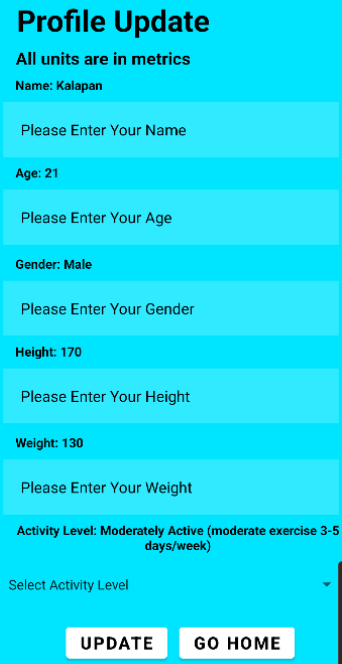 Profile Update
All units are in metrics
Name: Kalapan
Please Enter Your Name
Age: 21
Please Enter Your Age
Gender: Male
Please Enter Your Gender
Height: 170
Please Enter Your Height
Weight: 130
Please Enter Your Weight
Activity Level: Moderately Active (moderate exercise 3-5
days/week)
Select Activity Level
UPDATE GO HOME